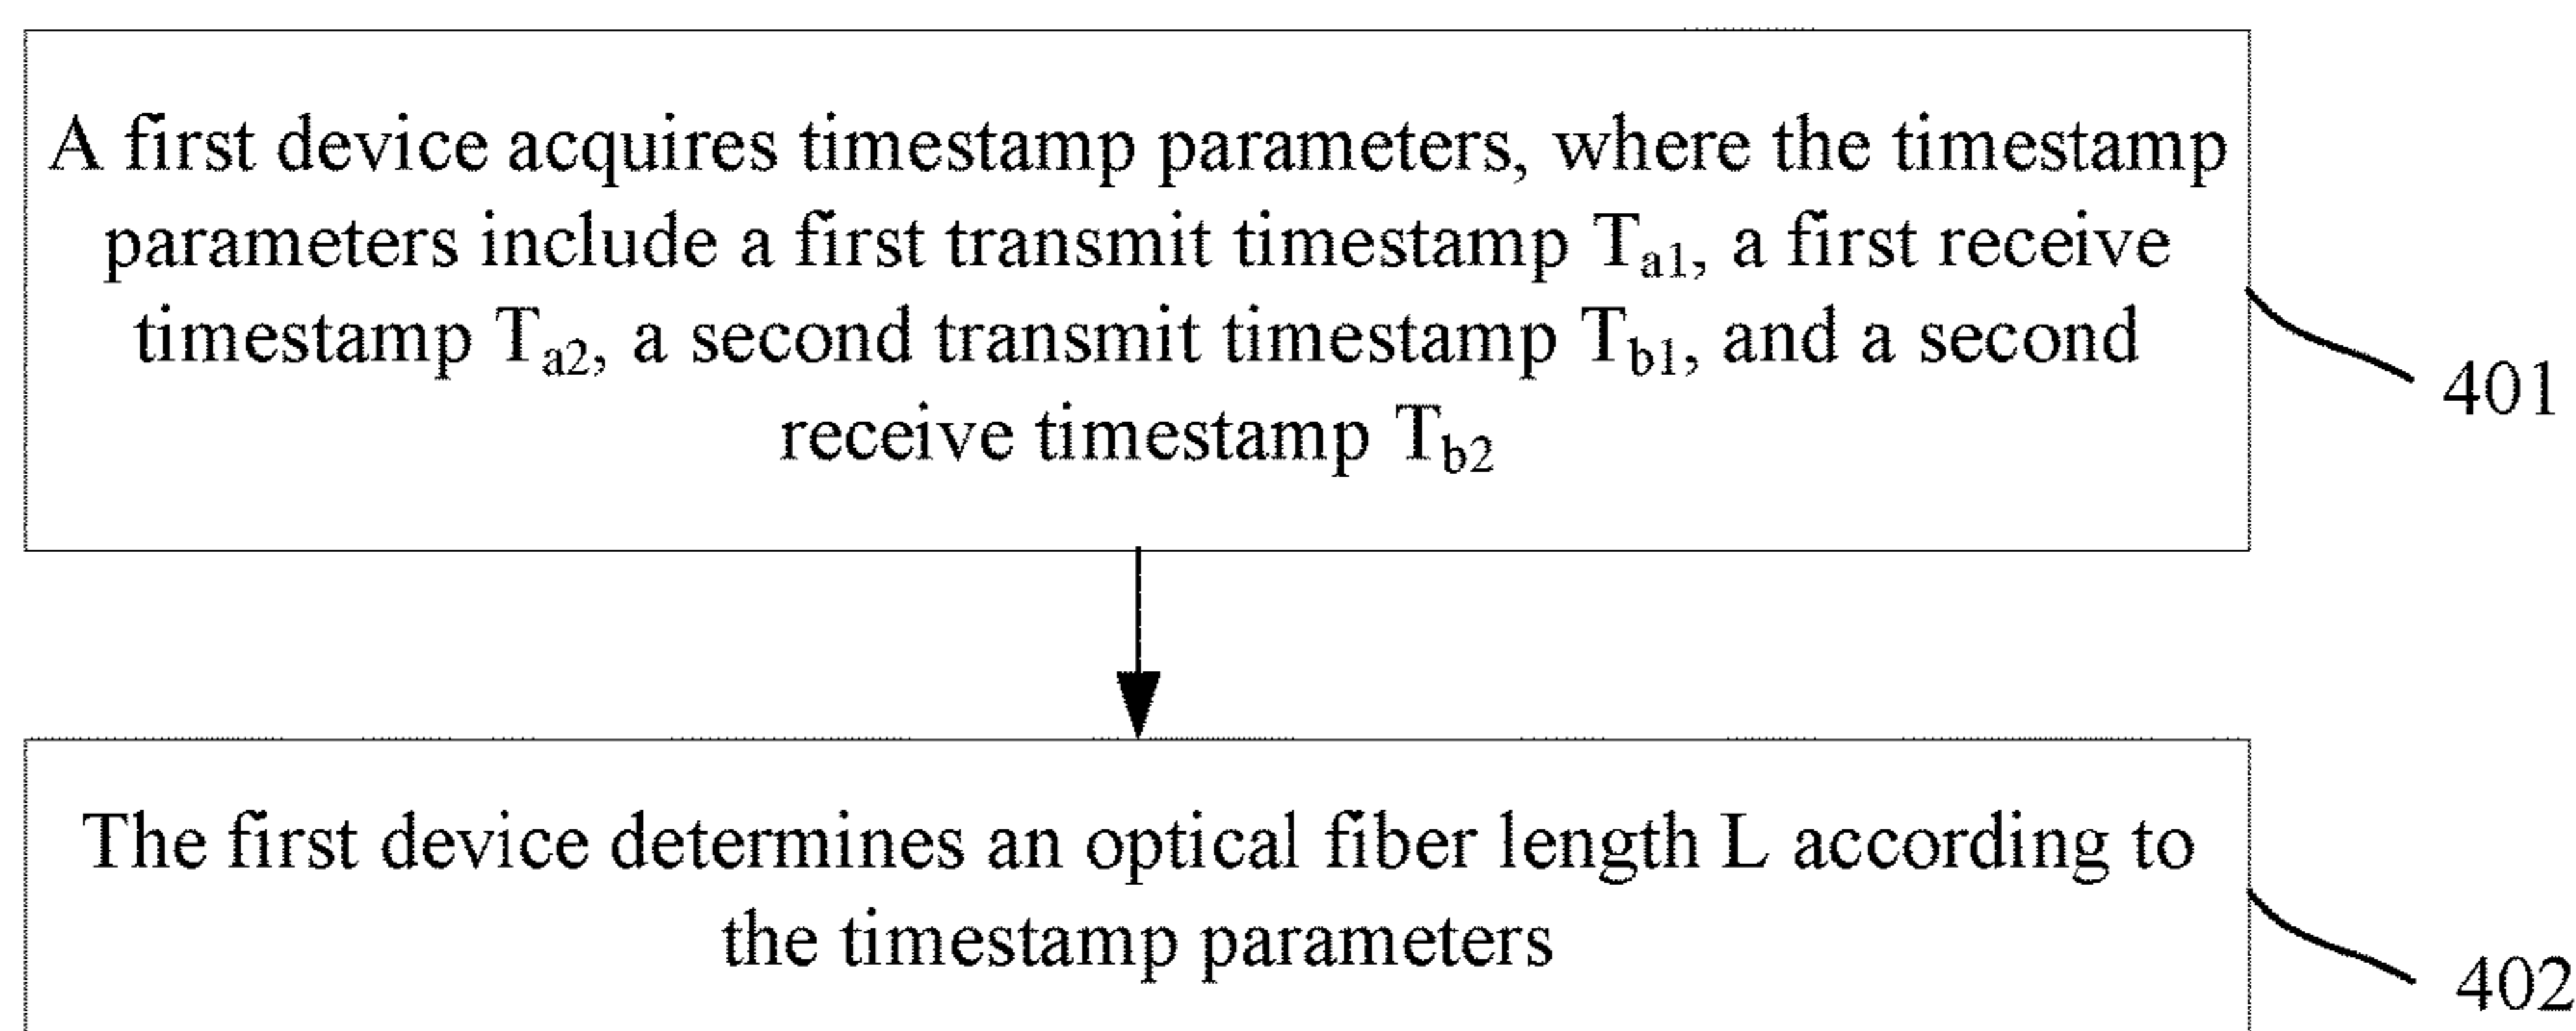 A first device acquires timestamp parameters, where the timestamp
parameters include a first transmit timestamp Ta1, a first receive
timestamp Ta2, a second transmit timestamp Tb1, and a second
receive timestamp Tb2
401
The first device determines an optical fiber length L according to
the timestamp parameters
402